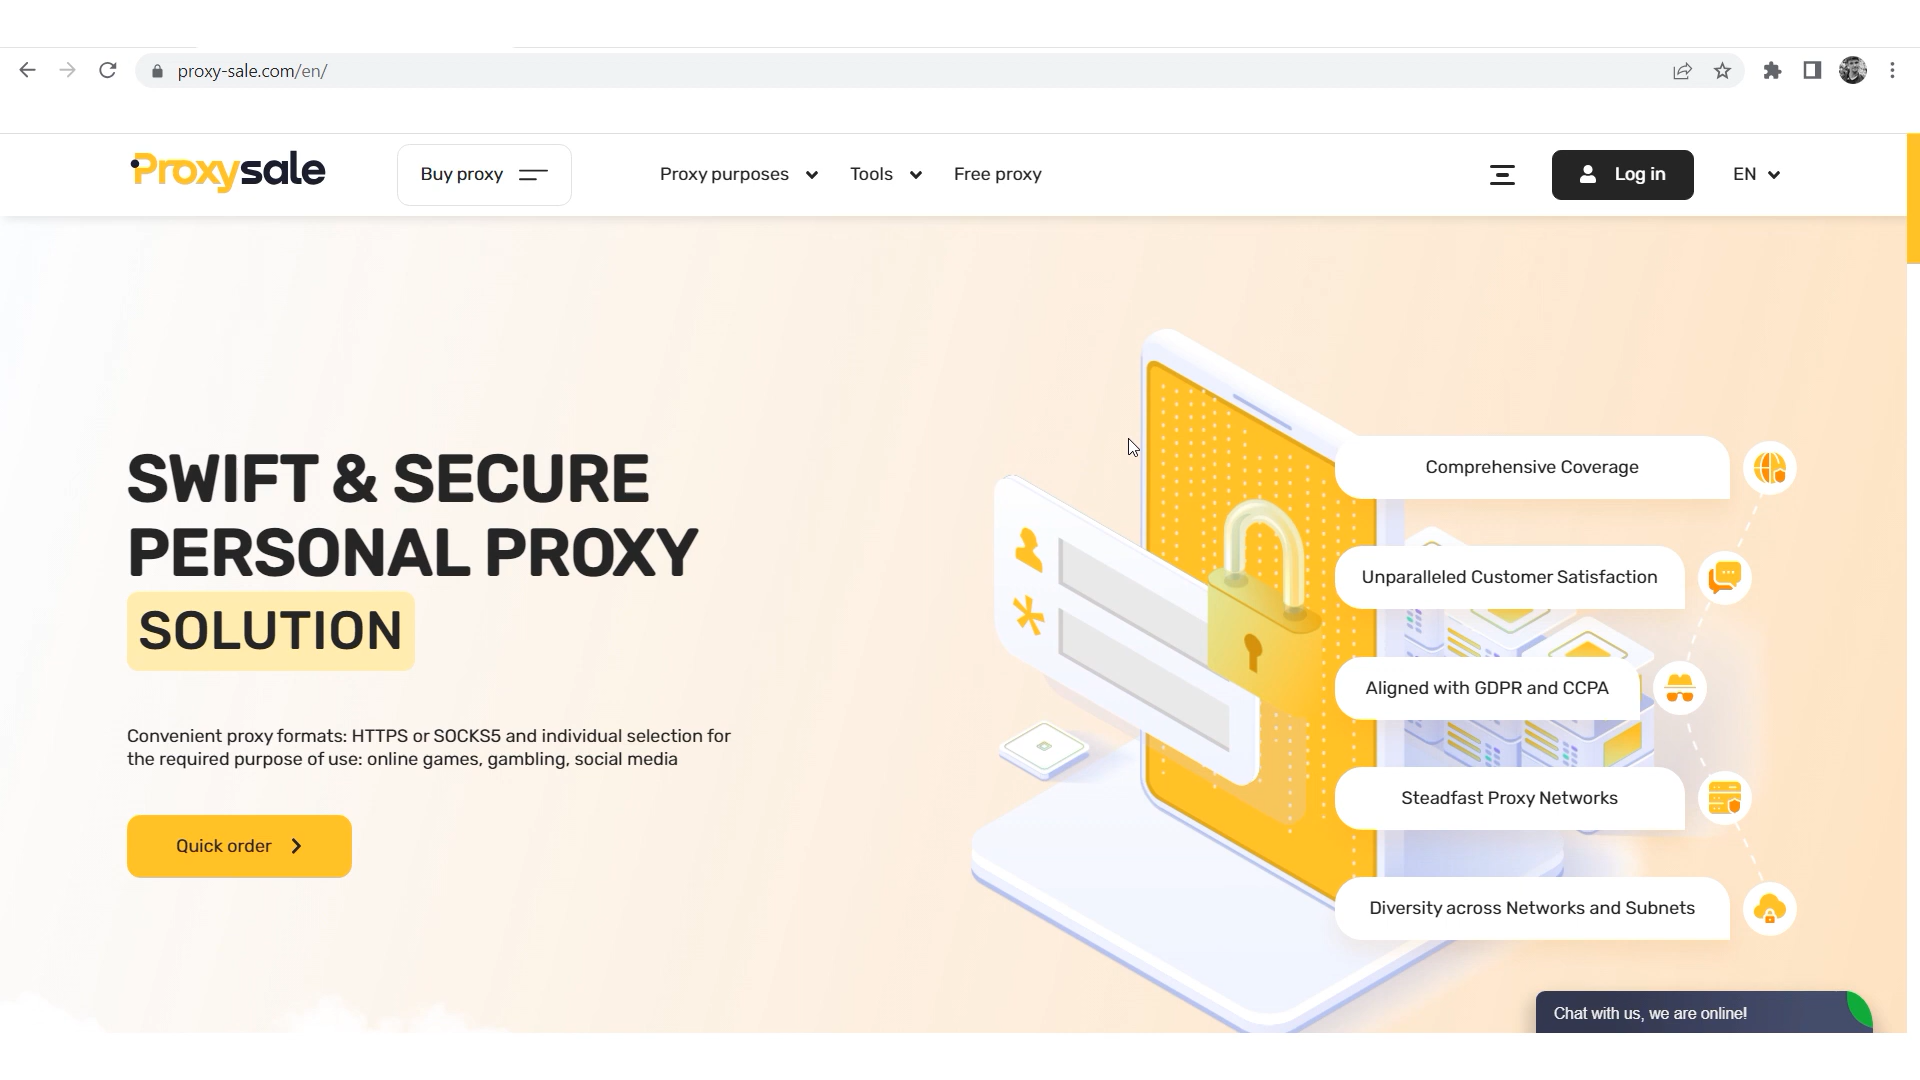 proxy-sale.com/en/
Proxysale
Buy proxy
Proxy purposes
Tools
Free proxy
Log in
EN
SWIFT & SECURE
PERSONAL PROXY
SOLUTION
Convenient proxy formats: HTTPS or SOCKS5 and individual selection for
the required purpose of use: online games, gambling, social media
Quick order
Comprehensive Coverage
Unparalleled Customer Satisfaction
Aligned with GDPR and CCPA
Steadfast Proxy Networks
Diversity across Networks and Subnets
Chat with us, we are online!